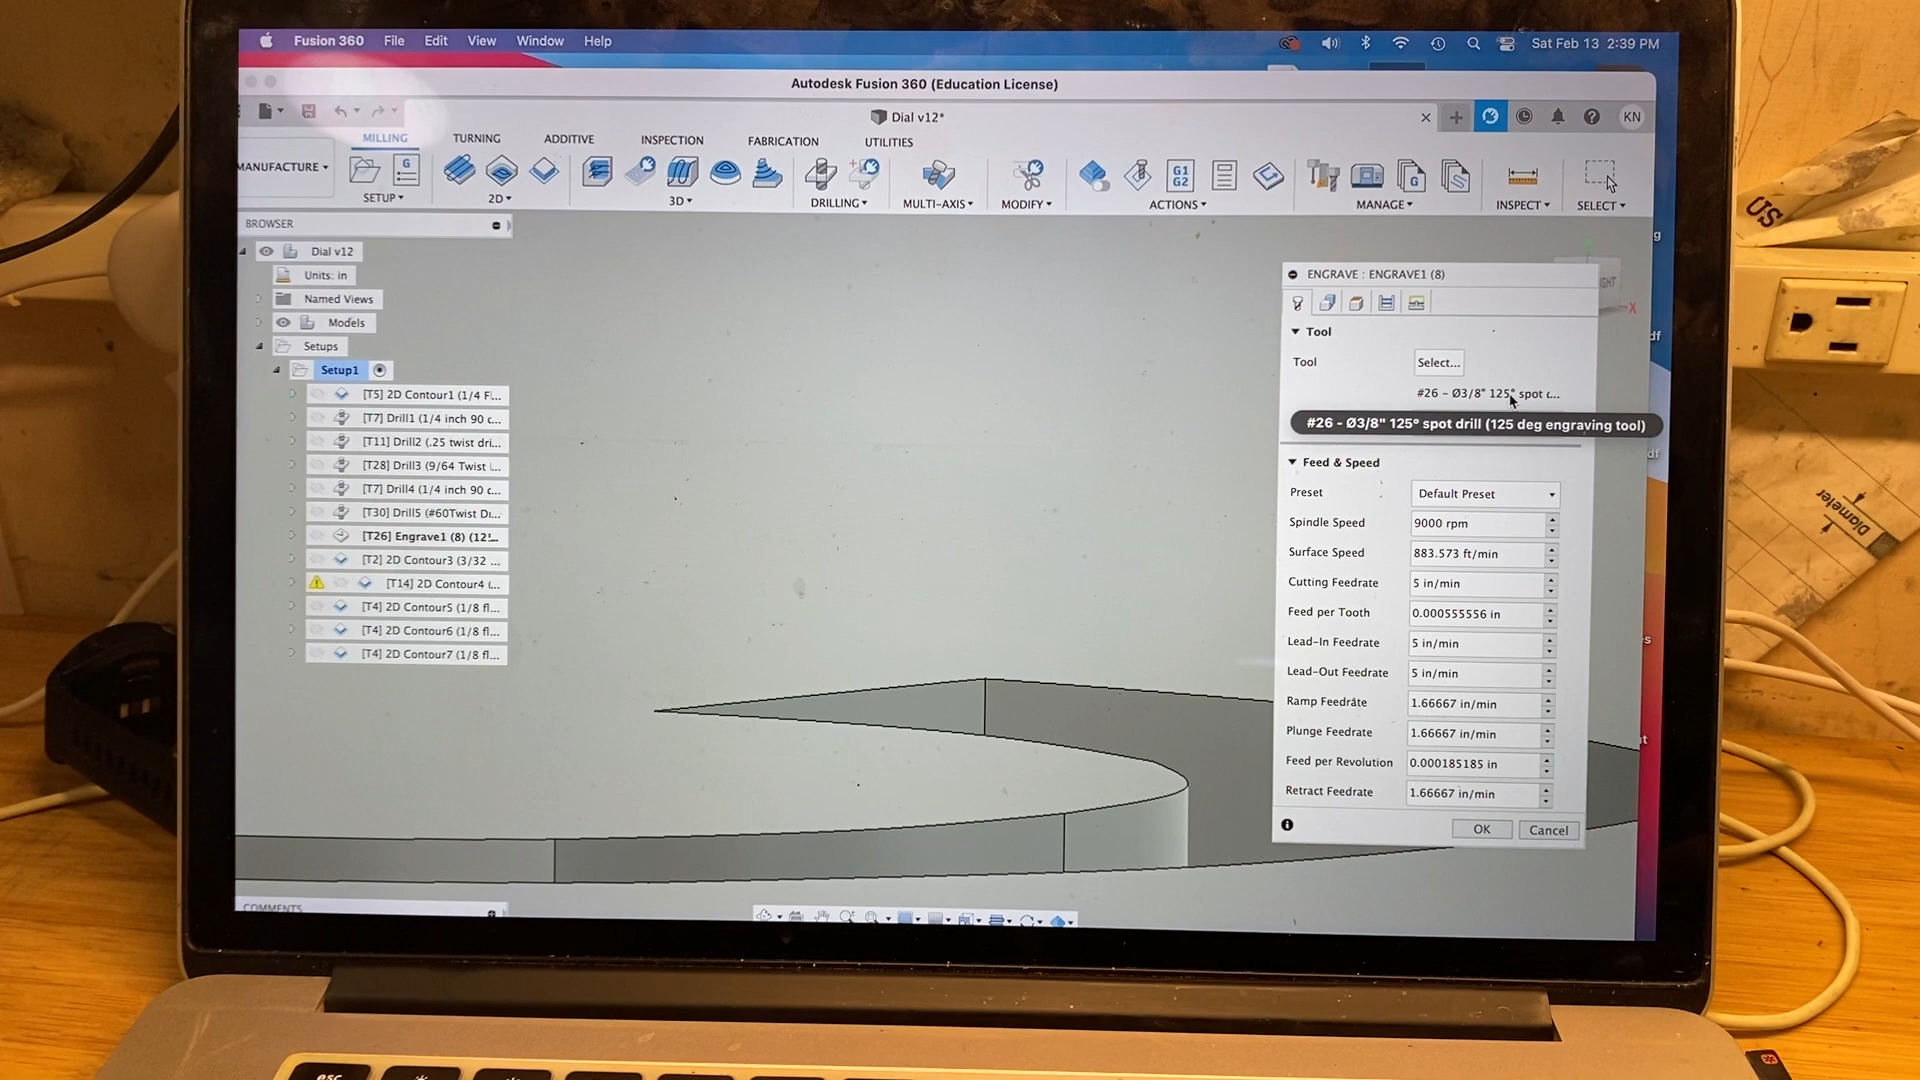 Fusion 360 File Edit View Window Help
Sat Feb 13 2:39 PM
Autodesk Fusion 360 (Education License)
Dial v12*
KN
MILLING TURNING ADDITIVE INSPECTION FABRICATION UTILITIES
MANUFACTURE
G
G1
G2
G
SETUP 2D 3D DRILLING MULTI-AXIS MODIFY ACTIONS MANAGE INSPECT SELECT
BROWSER
Dial v12
Units: in
Named Views
Models
Setups
Setup1
[T5] 2D Contour1 (1/4 F...
[T7] Drill1 (1/4 inch 90 c...
[T11] Drill2 (.25 twist dri...
[T28] Drill3 (9/64 Twist ...
[T7] Drill4 (1/4 inch 90 c...
[T30] Drill5 (#60Twist D...
[T26] Engrave1 (8) (12...
[T2] 2D Contour3 (3/32 ...
[T14] 2D Contour4 (...
[T4] 2D Contour5 (1/8 fl...
[T4] 2D Contour6 (1/8 fl...
[T4] 2D Contour7 (1/8 fl...
COMMENTS
ENGRAVE : ENGRAVE1 (8)
Tool
Tool Select...
#26 - Ø3/8" 125° spot (...
#26 - Ø3/8" 125° spot drill (125 deg engraving tool)
Feed & Speed
Preset Default Preset
Spindle Speed 9000 rpm
Surface Speed 883.573 ft/min
Cutting Feedrate 5 in/min
Feed per Tooth 0.000555556 in
Lead-In Feedrate 5 in/min
Lead-Out Feedrate 5 in/min
Ramp Feedrate 1.66667 in/min
Plunge Feedrate 1.66667 in/min
Feed per Revolution 0.000185185 in
Retract Feedrate 1.66667 in/min
OK Cancel
IGHT
X
g
df
df
s
t
US
Diameter
esc